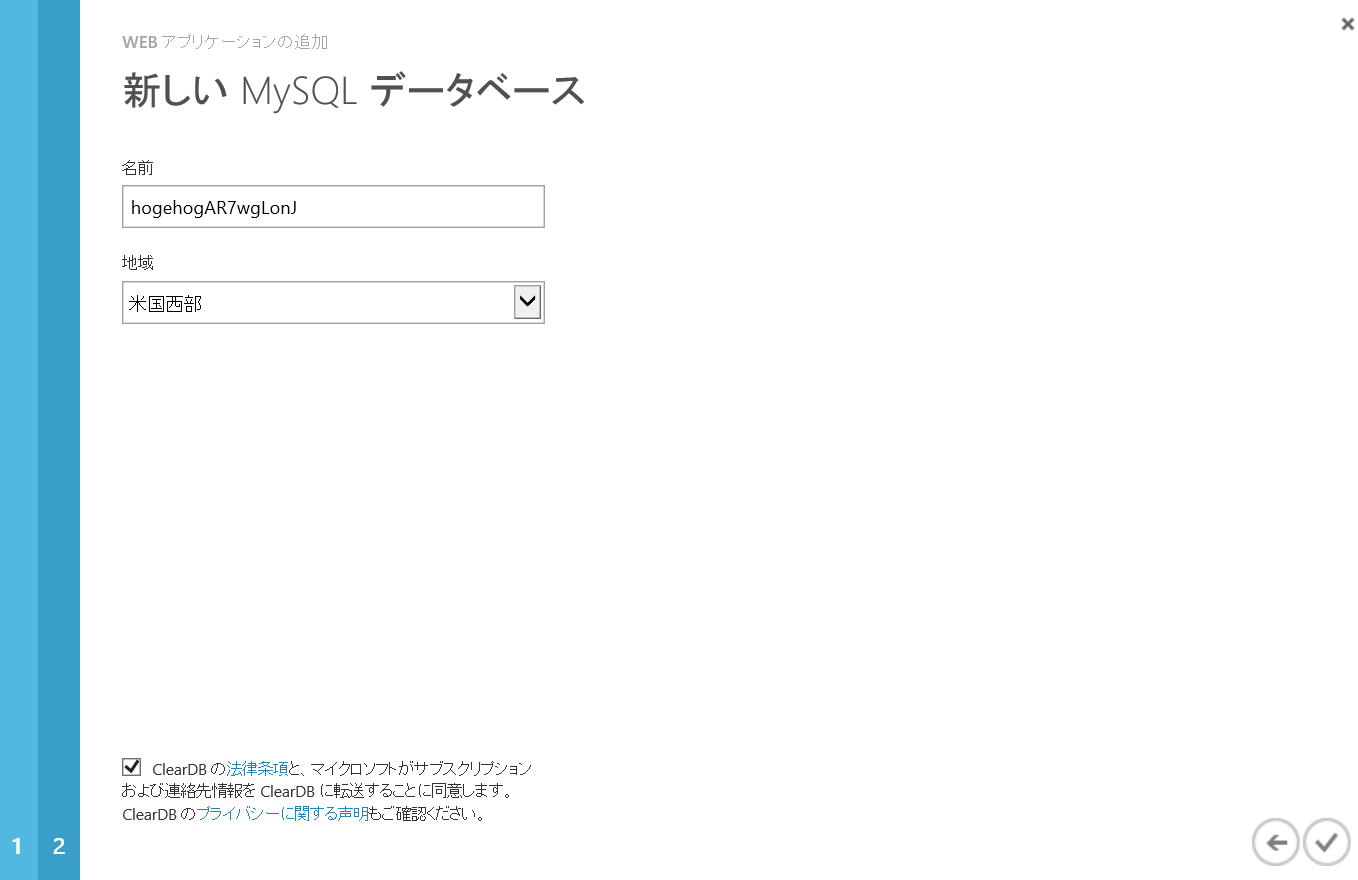 WEB アプリケーションの追加
新しい MySQL データベース
名前
hogehogAR7wgLonJ
地域
米国西部
ClearDB の法律条項と、マイクロソフトがサブスクリプション
および連絡先情報を ClearDB に転送することに同意します。
ClearDB のプライバシーに関する声明もご確認ください。
1 2